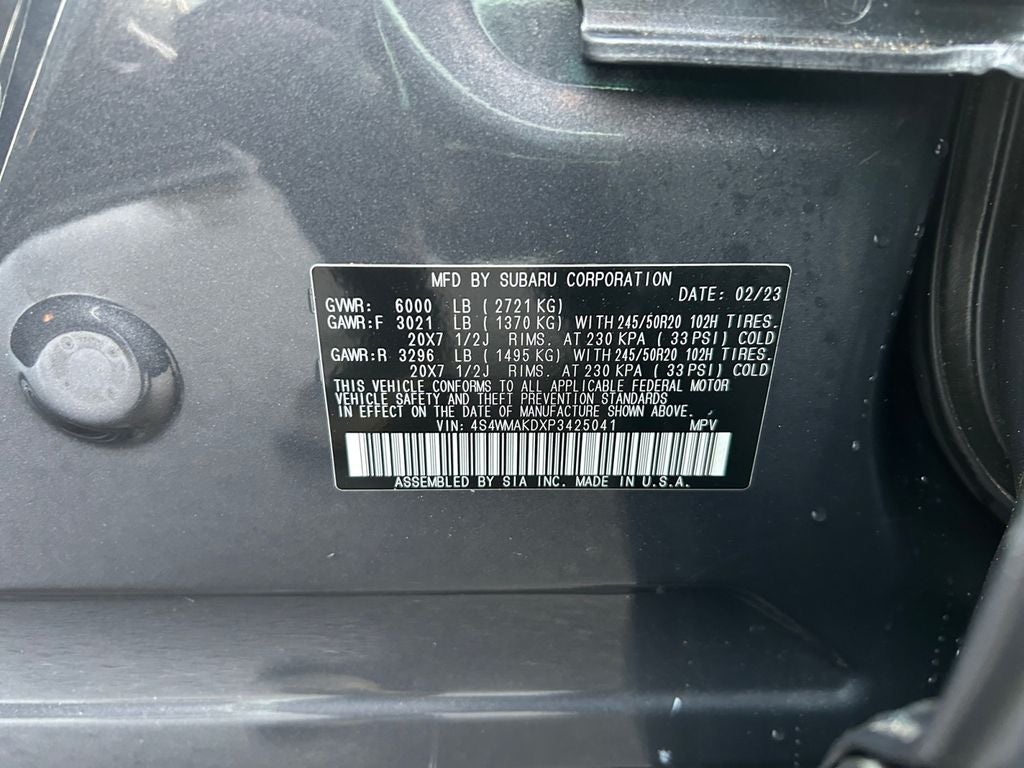 MFD BY SUBARU CORPORATION
DATE: 02/23
GVWR: 6000 LB ( 2721 KG)
GAWR:F 3021 LB ( 1370 KG) WITH 245/50R20 102H TIRES.
20X7 1/2J RIMS. AT 230 KPA ( 33 PSI) COLD
GAWR:R 3296 LB ( 1495 KG) WITH 245/50R20 102H TIRES.
20X7 1/2J RIMS. AT 230 KPA ( 33 PSI) COLD
THIS VEHICLE CONFORMS TO ALL APPLICABLE FEDERAL MOTOR
VEHICLE SAFETY AND THEFT PREVENTION STANDARDS
IN EFFECT ON THE DATE OF MANUFACTURE SHOWN ABOVE.
VIN: 4S4WMAKDXP3425041 MPV
ASSEMBLED BY SIA INC. MADE IN U.S.A.